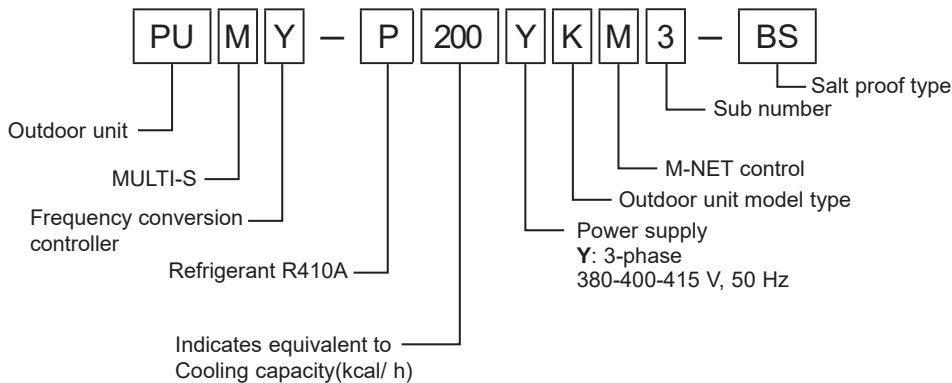 PU M Y – P 200 Y K M 3 – BS
Salt proof type
Sub number
Outdoor unit
M-NET control
MULTI-S
Outdoor unit model type
Frequency conversion
controller
Power supply
Y: 3-phase
380-400-415 V, 50 Hz
Refrigerant R410A
Indicates equivalent to
Cooling capacity(kcal/ h)